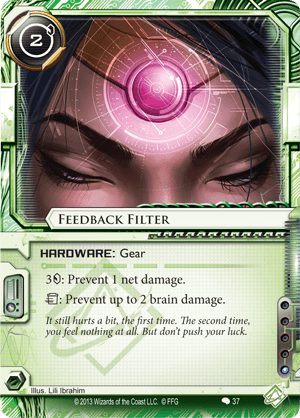 2
FEEDBACK FILTER
HARDWARE: Gear
3: Prevent 1 net damage.
: Prevent up to 2 brain damage.
It still hurts a bit, the first time. The second time,
you feel nothing at all. But don't push your luck.
Illus. Lili Ibrahim
© 2013 Wizards of the Coast LLC. © FFG 37